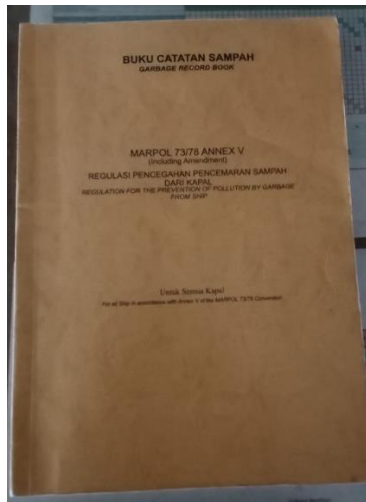 BUKU CATATAN SAMPAH
GARBAGE RECORD BOOK
MARPOL 73/78 ANNEX V
(Including Amendment)
REGULASI PENCEGAHAN PENCEMARAN SAMPAH
DARI KAPAL
REGULATION FOR THE PREVENTION OF POLLUTION BY GARBAGE
FROM SHIP
Untuk Semua Kapal
For all Ship in accordance with Annex V of the MARPOL 73/78 Convention